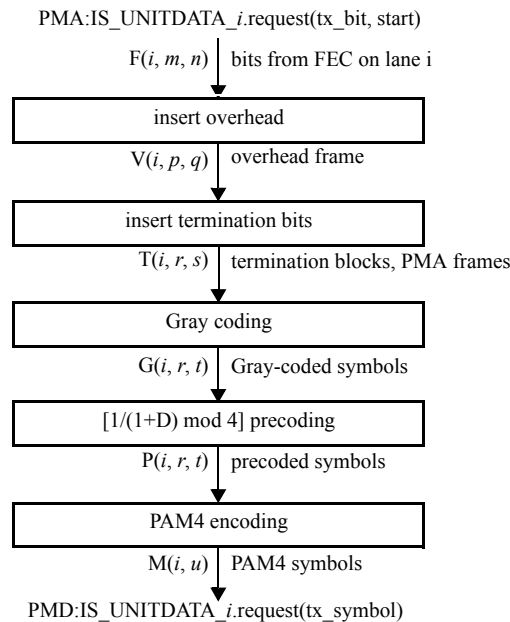 PMA:IS_UNITDATA_i.request(tx_bit, start)
F(i, m, n) bits from FEC on lane i
insert overhead
V(i, p, q) overhead frame
insert termination bits
T(i, r, s) termination blocks, PMA frames
Gray coding
G(i, r, t) Gray-coded symbols
[1/(1+D) mod 4] precoding
P(i, r, t) precoded symbols
PAM4 encoding
M(i, u) PAM4 symbols
PMD:IS_UNITDATA_i.request(tx_symbol)